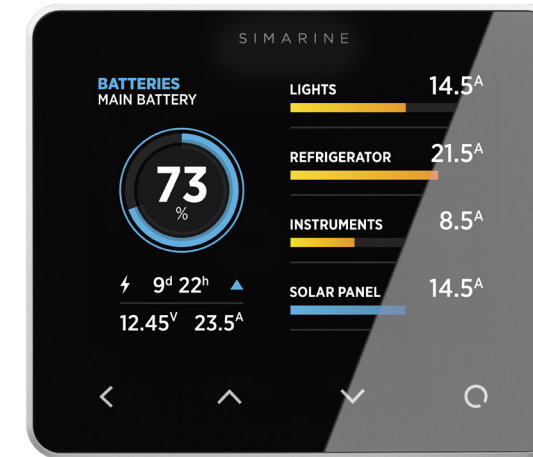 SIMARINE
BATTERIES
MAIN BATTERY
73
%
9d 22h
12.45V 23.5A
LIGHTS 14.5A
REFRIGERATOR 21.5A
INSTRUMENTS 8.5A
SOLAR PANEL 14.5A